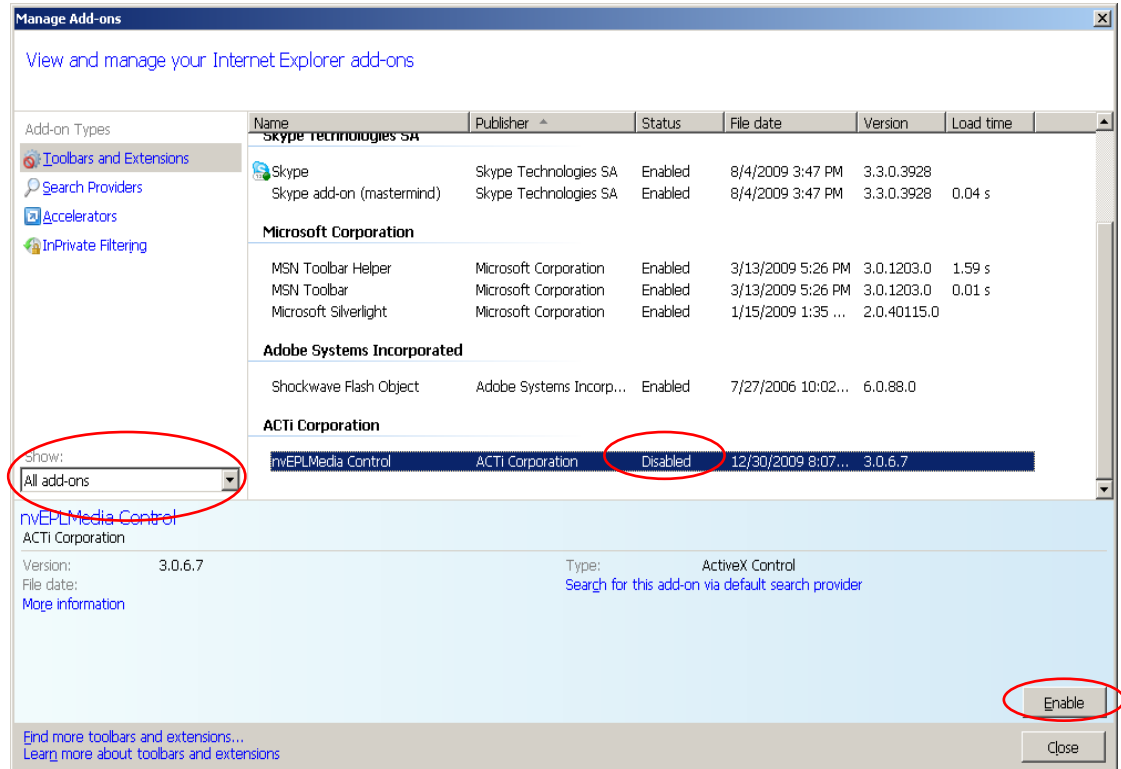 Manage Add-ons
View and manage your Internet Explorer add-ons
Add-on Types
Toolbars and Extensions
Search Providers
Accelerators
InPrivate Filtering
Show:
All add-ons
Name Publisher Status File date Version Load time
Skype Technologies SA
Skype Skype Technologies SA Enabled 8/4/2009 3:47 PM 3.3.0.3928
Skype add-on (mastermind) Skype Technologies SA Enabled 8/4/2009 3:47 PM 3.3.0.3928 0.04 s
Microsoft Corporation
MSN Toolbar Helper Microsoft Corporation Enabled 3/13/2009 5:26 PM 3.0.1203.0 1.59 s
MSN Toolbar Microsoft Corporation Enabled 3/13/2009 5:26 PM 3.0.1203.0 0.01 s
Microsoft Silverlight Microsoft Corporation Enabled 1/15/2009 1:35 ... 2.0.40115.0
Adobe Systems Incorporated
Shockwave Flash Object Adobe Systems Incorp... Enabled 7/27/2006 10:02... 6.0.88.0
ACTi Corporation
nvEPLMedia Control ACTi Corporation Disabled 12/30/2009 8:07... 3.0.6.7
nvEPLMedia Control
ACTi Corporation
Version: 3.0.6.7 Type: ActiveX Control
File date: Search for this add-on via default search provider
More information
Enable
Find more toolbars and extensions...
Learn more about toolbars and extensions
Close